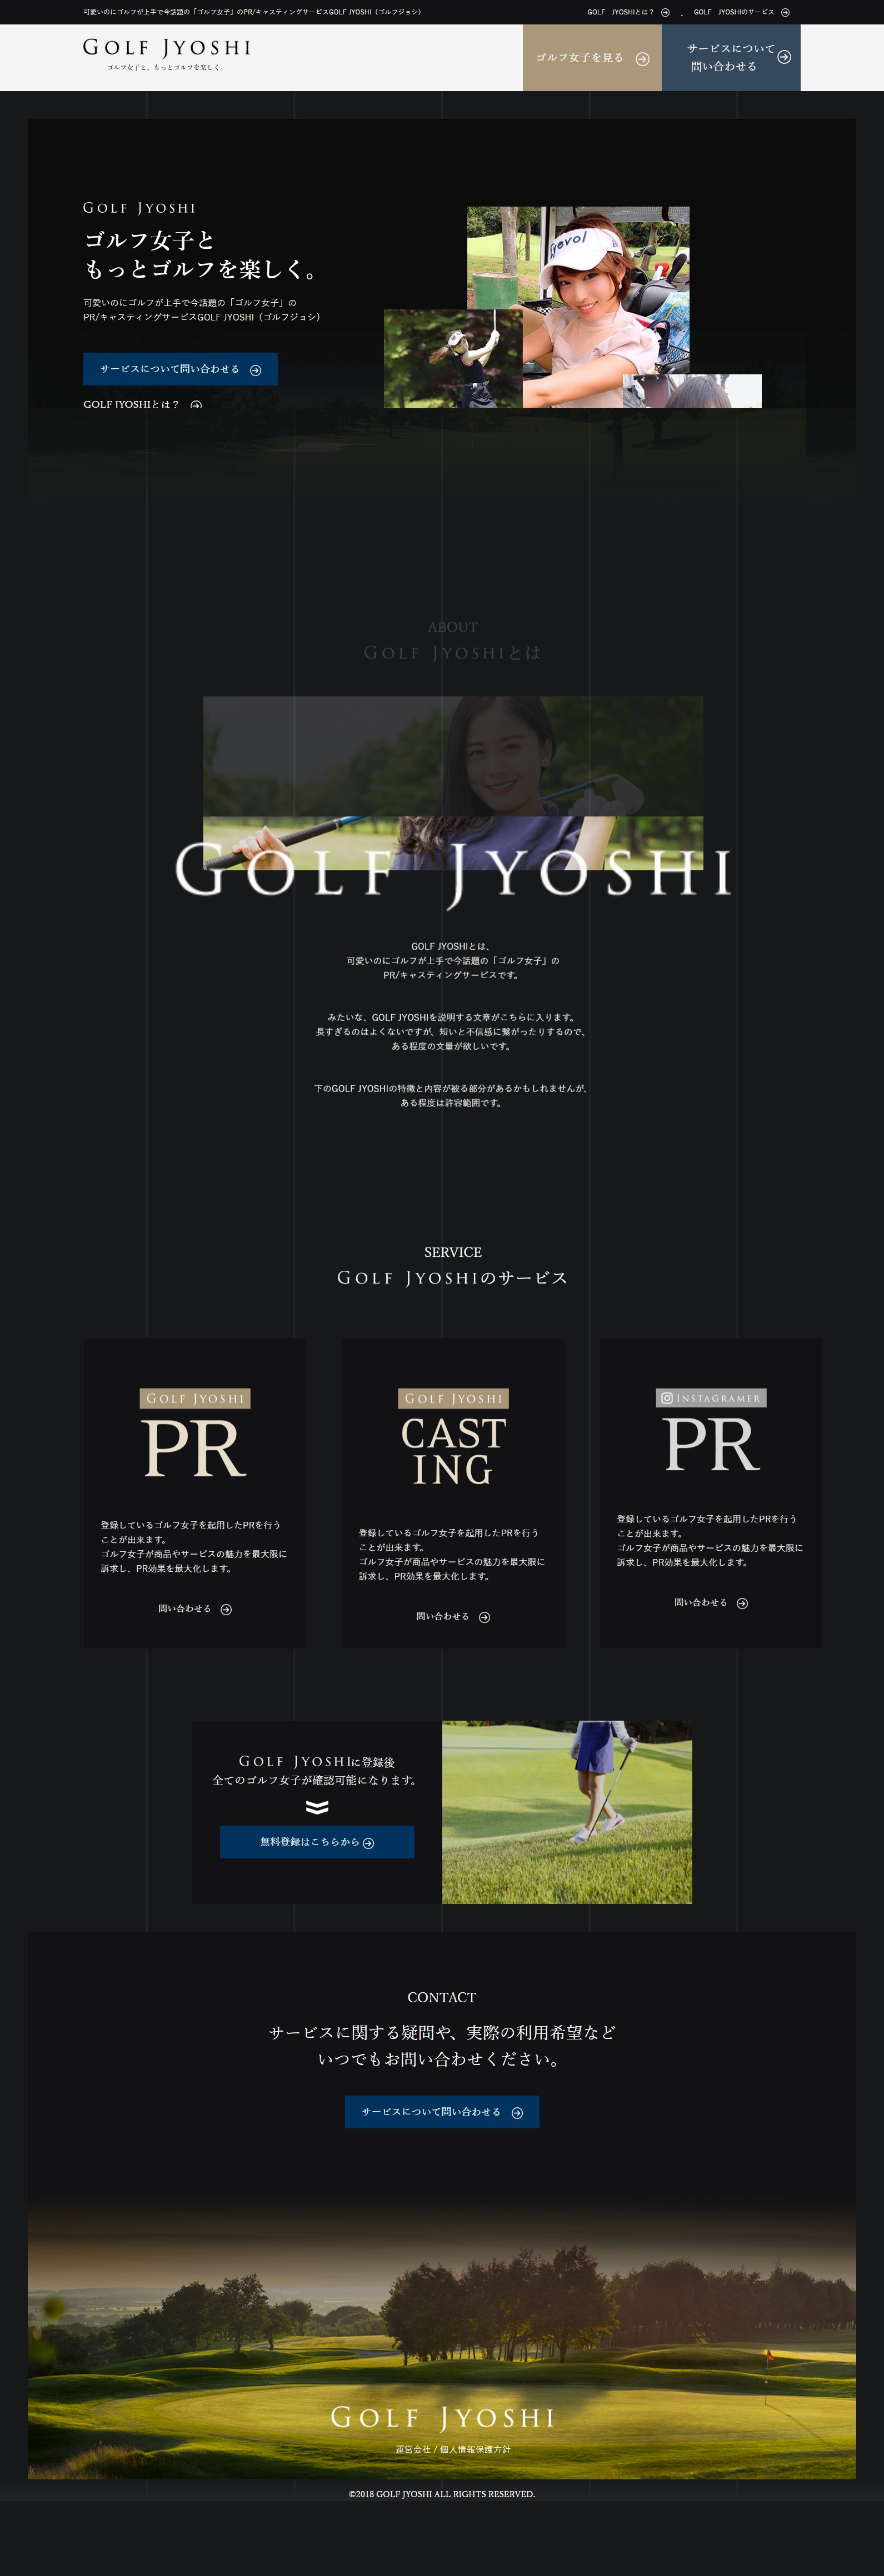 可愛いのにゴルフが上手で今話題の「ゴルフ女子」のPR/キャスティングサービスGOLF JYOSHI（ゴルフジョシ）
GOLF JYOSHIとは？
GOLF JYOSHIのサービス
GOLF JYOSHI
ゴルフ女子と、もっとゴルフを楽しく。
ゴルフ女子を見る
サービスについて
問い合わせる
GOLF JYOSHI
ゴルフ女子と
もっとゴルフを楽しく。
可愛いのにゴルフが上手で今話題の「ゴルフ女子」の
PR/キャスティングサービスGOLF JYOSHI（ゴルフジョシ）
サービスについて問い合わせる
GOLF JYOSHIとは？
ABOUT
GOLF JYOSHIとは
GOLF JYOSHI
GOLF JYOSHIとは、
可愛いのにゴルフが上手で今話題の「ゴルフ女子」の
PR/キャスティングサービスです。
みたいな、GOLF JYOSHIを説明する文章がこちらに入ります。
長すぎるのはよくないですが、短いと不信感に繋がったりするので、
ある程度の文量が欲しいです。
下のGOLF JYOSHIの特徴と内容が被る部分があるかもしれませんが、
ある程度は許容範囲です。
SERVICE
GOLF JYOSHIのサービス
GOLF JYOSHI
PR
登録しているゴルフ女子を起用したPRを行う
ことが出来ます。
ゴルフ女子が商品やサービスの魅力を最大限に
訴求し、PR効果を最大化します。
問い合わせる
GOLF JYOSHI
CAST
ING
登録しているゴルフ女子を起用したPRを行う
ことが出来ます。
ゴルフ女子が商品やサービスの魅力を最大限に
訴求し、PR効果を最大化します。
問い合わせる
INSTAGRAMER
PR
登録しているゴルフ女子を起用したPRを行う
ことが出来ます。
ゴルフ女子が商品やサービスの魅力を最大限に
訴求し、PR効果を最大化します。
問い合わせる
GOLF JYOSHIに登録後
全てのゴルフ女子が確認可能になります。
無料登録はこちらから
CONTACT
サービスに関する疑問や、実際の利用希望など
いつでもお問い合わせください。
サービスについて問い合わせる
GOLF JYOSHI
運営会社 / 個人情報保護方針
©2018 GOLF JYOSHI ALL RIGHTS RESERVED.